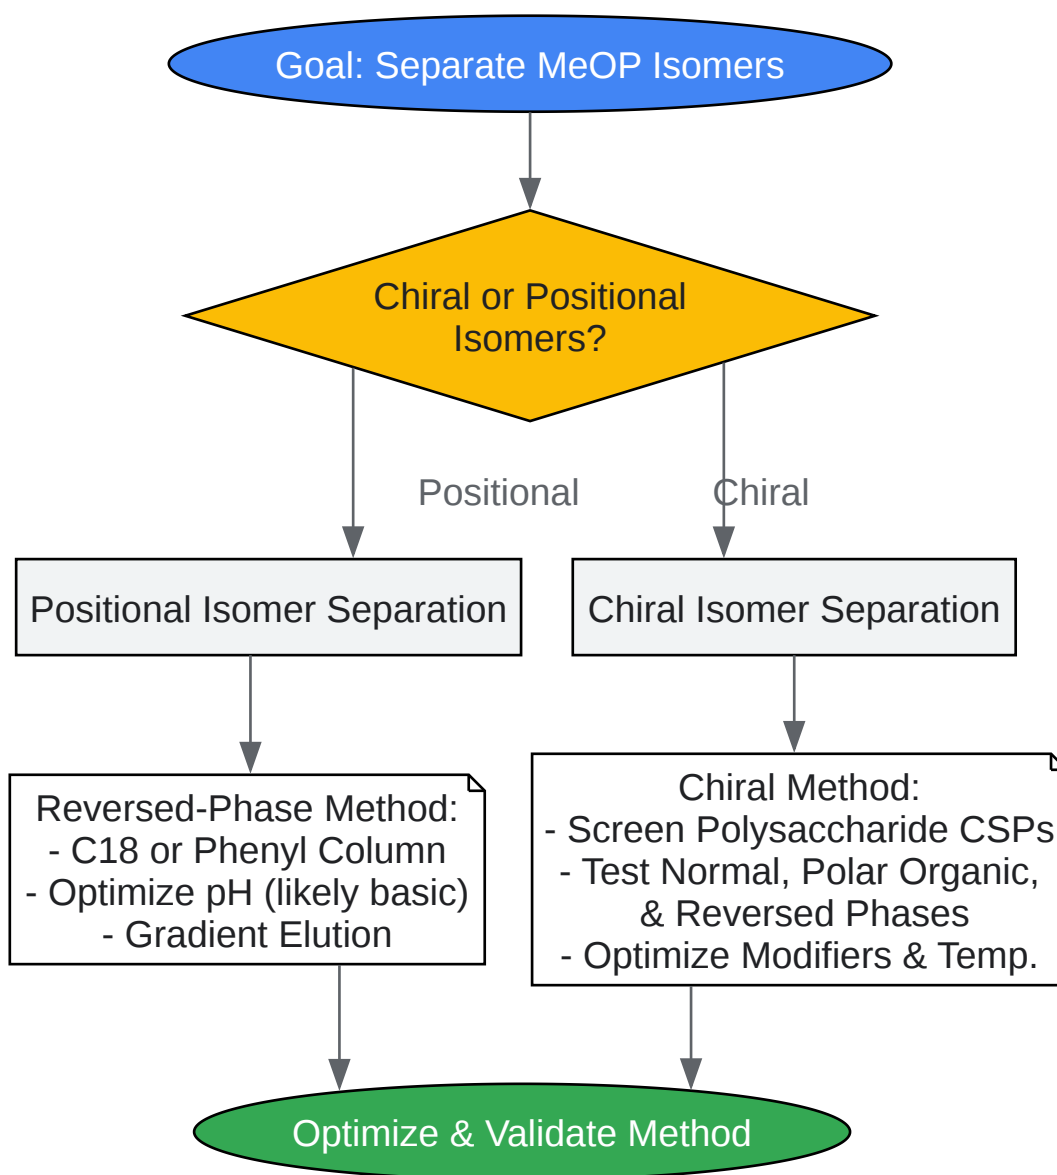 Goal: Separate MeOP Isomers
Chiral or Positional
Isomers?
Positional
Chiral
Positional Isomer Separation
Chiral Isomer Separation
Reversed-Phase Method:
- C18 or Phenyl Column
- Optimize pH (likely basic)
- Gradient Elution
Chiral Method:
- Screen Polysaccharide CSPs
- Test Normal, Polar Organic,
& Reversed Phases
- Optimize Modifiers & Temp.
Optimize & Validate Method